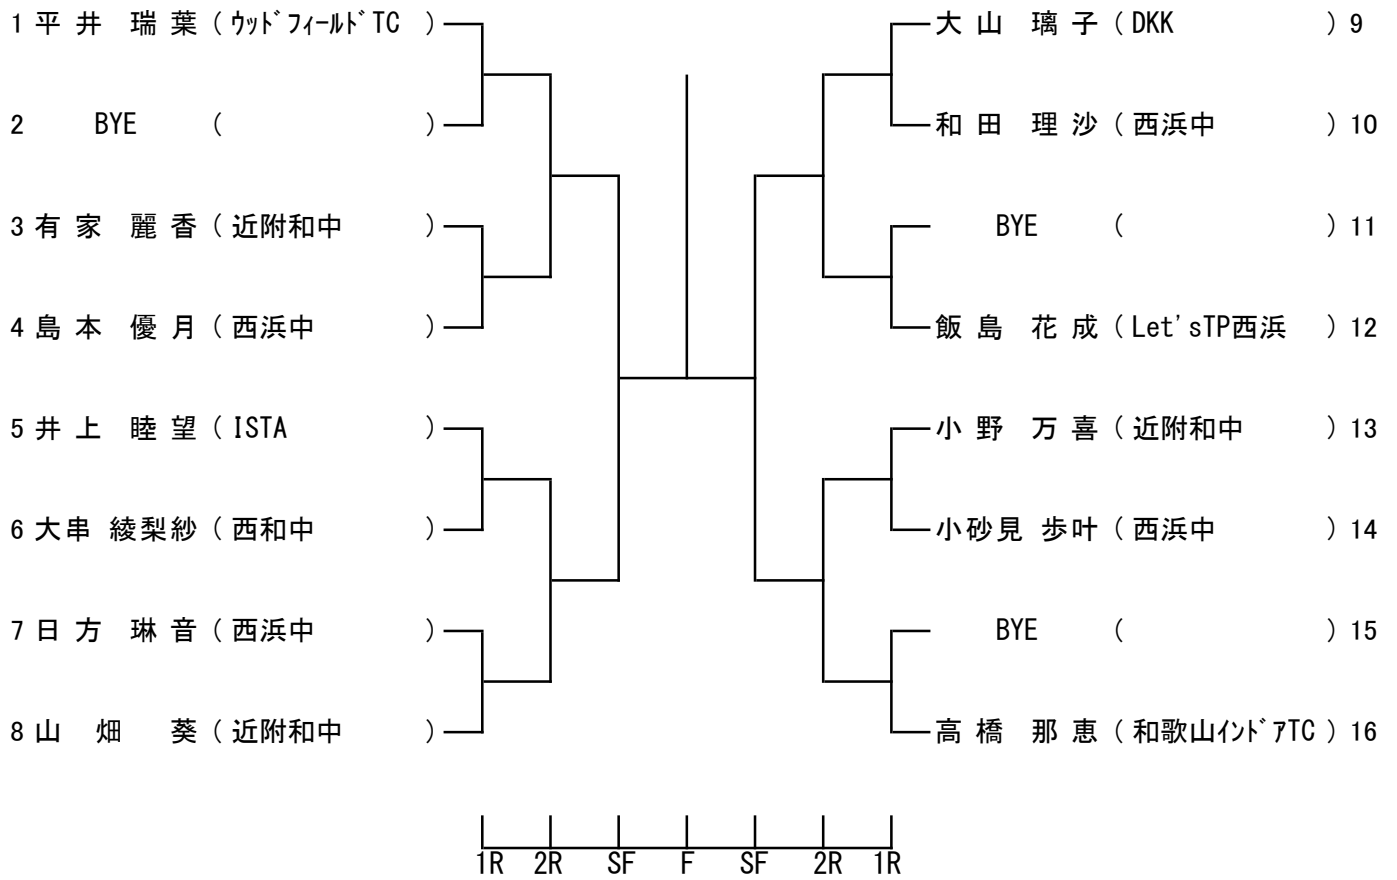 1 平井 瑞葉 ( ｳｯﾄﾞﾌｨｰﾙﾄﾞTC )
2 BYE ( )
3 有家 麗香 ( 近附和中 )
4 島本 優月 ( 西浜中 )
5 井上 睦望 ( ISTA )
6 大串 綾梨紗 ( 西和中 )
7 日方 琳音 ( 西浜中 )
8 山畑 葵 ( 近附和中 )
大山 璃子 ( DKK ) 9
和田 理沙 ( 西浜中 ) 10
BYE ( ) 11
飯島 花成 ( Let'sTP西浜 ) 12
小野 万喜 ( 近附和中 ) 13
小砂見 歩叶 ( 西浜中 ) 14
BYE ( ) 15
高橋 那恵 ( 和歌山ｲﾝﾄﾞｱTC ) 16
1R 2R SF F SF 2R 1R